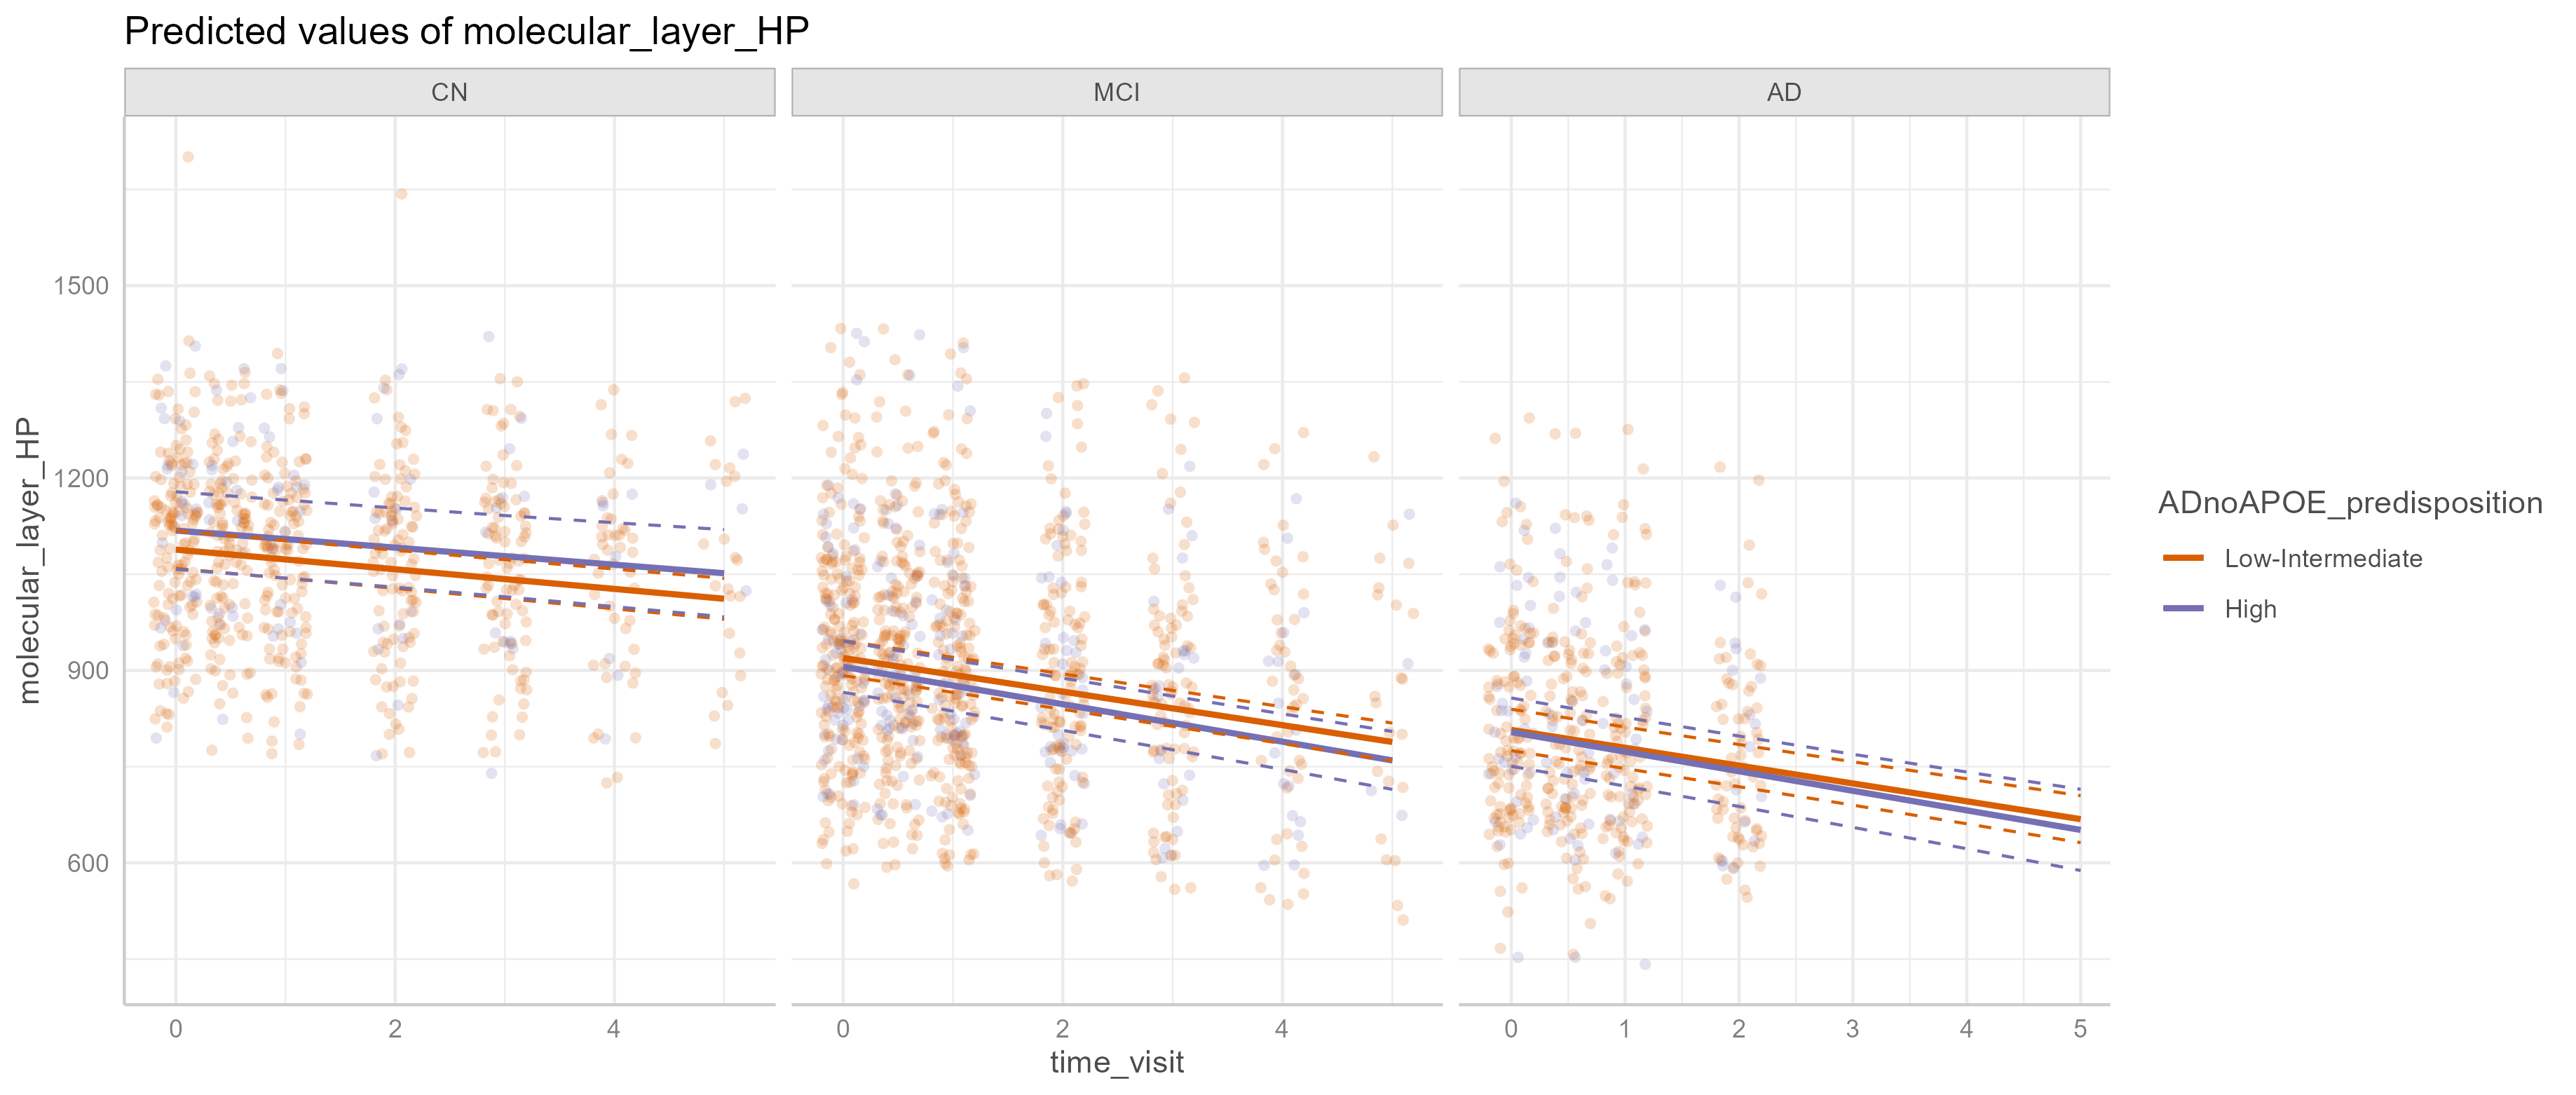 Predicted values of molecular_layer_HP
CN
MCI
AD
molecular_layer_HP
1500
1200
900
600
0 2 4
0 2 4
0 1 2 3 4 5
time_visit
ADnoAPOE_predisposition
Low-Intermediate
High